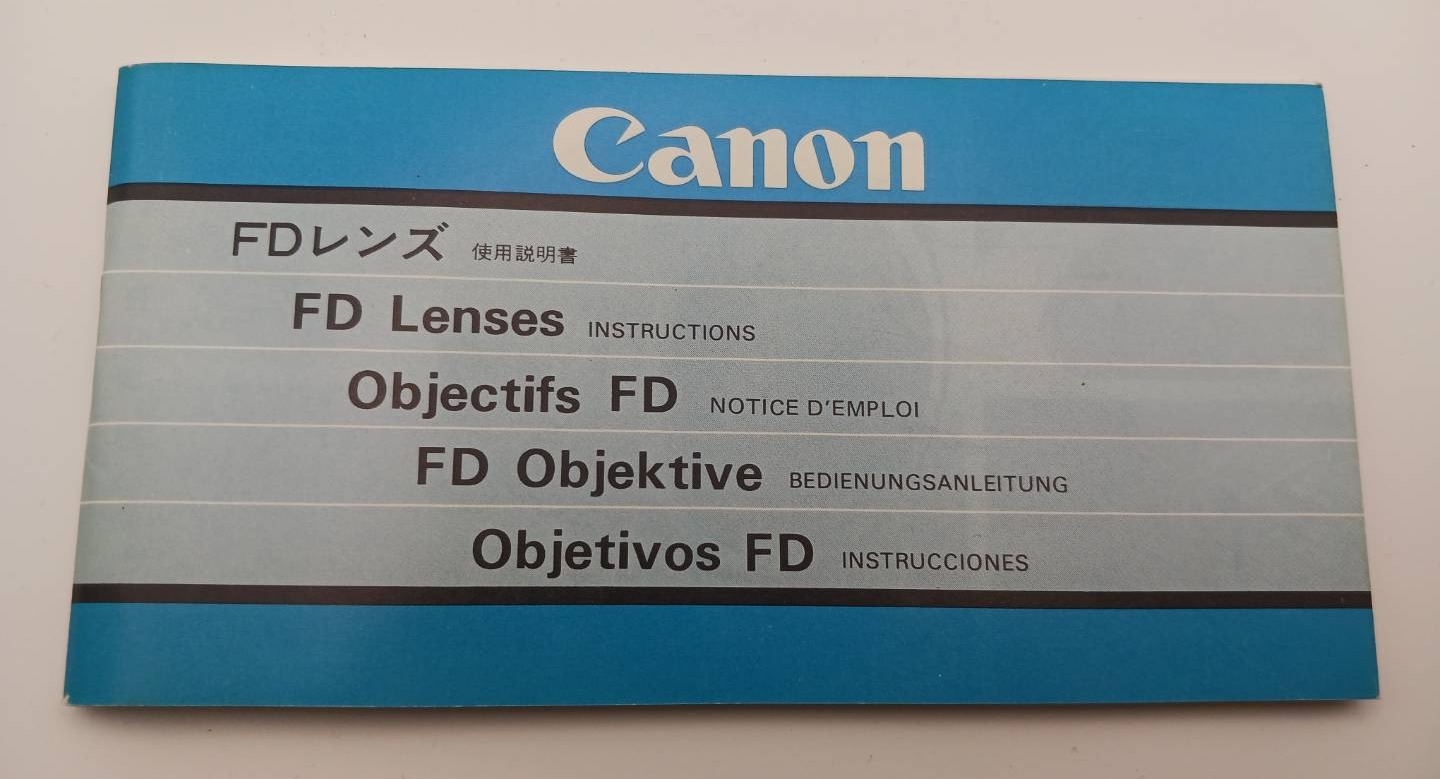 Canon
FDレンズ 使用説明書
FD Lenses INSTRUCTIONS
Objectifs FD NOTICE D'EMPLOI
FD Objektive BEDIENUNGSANLEITUNG
Objetivos FD INSTRUCCIONES